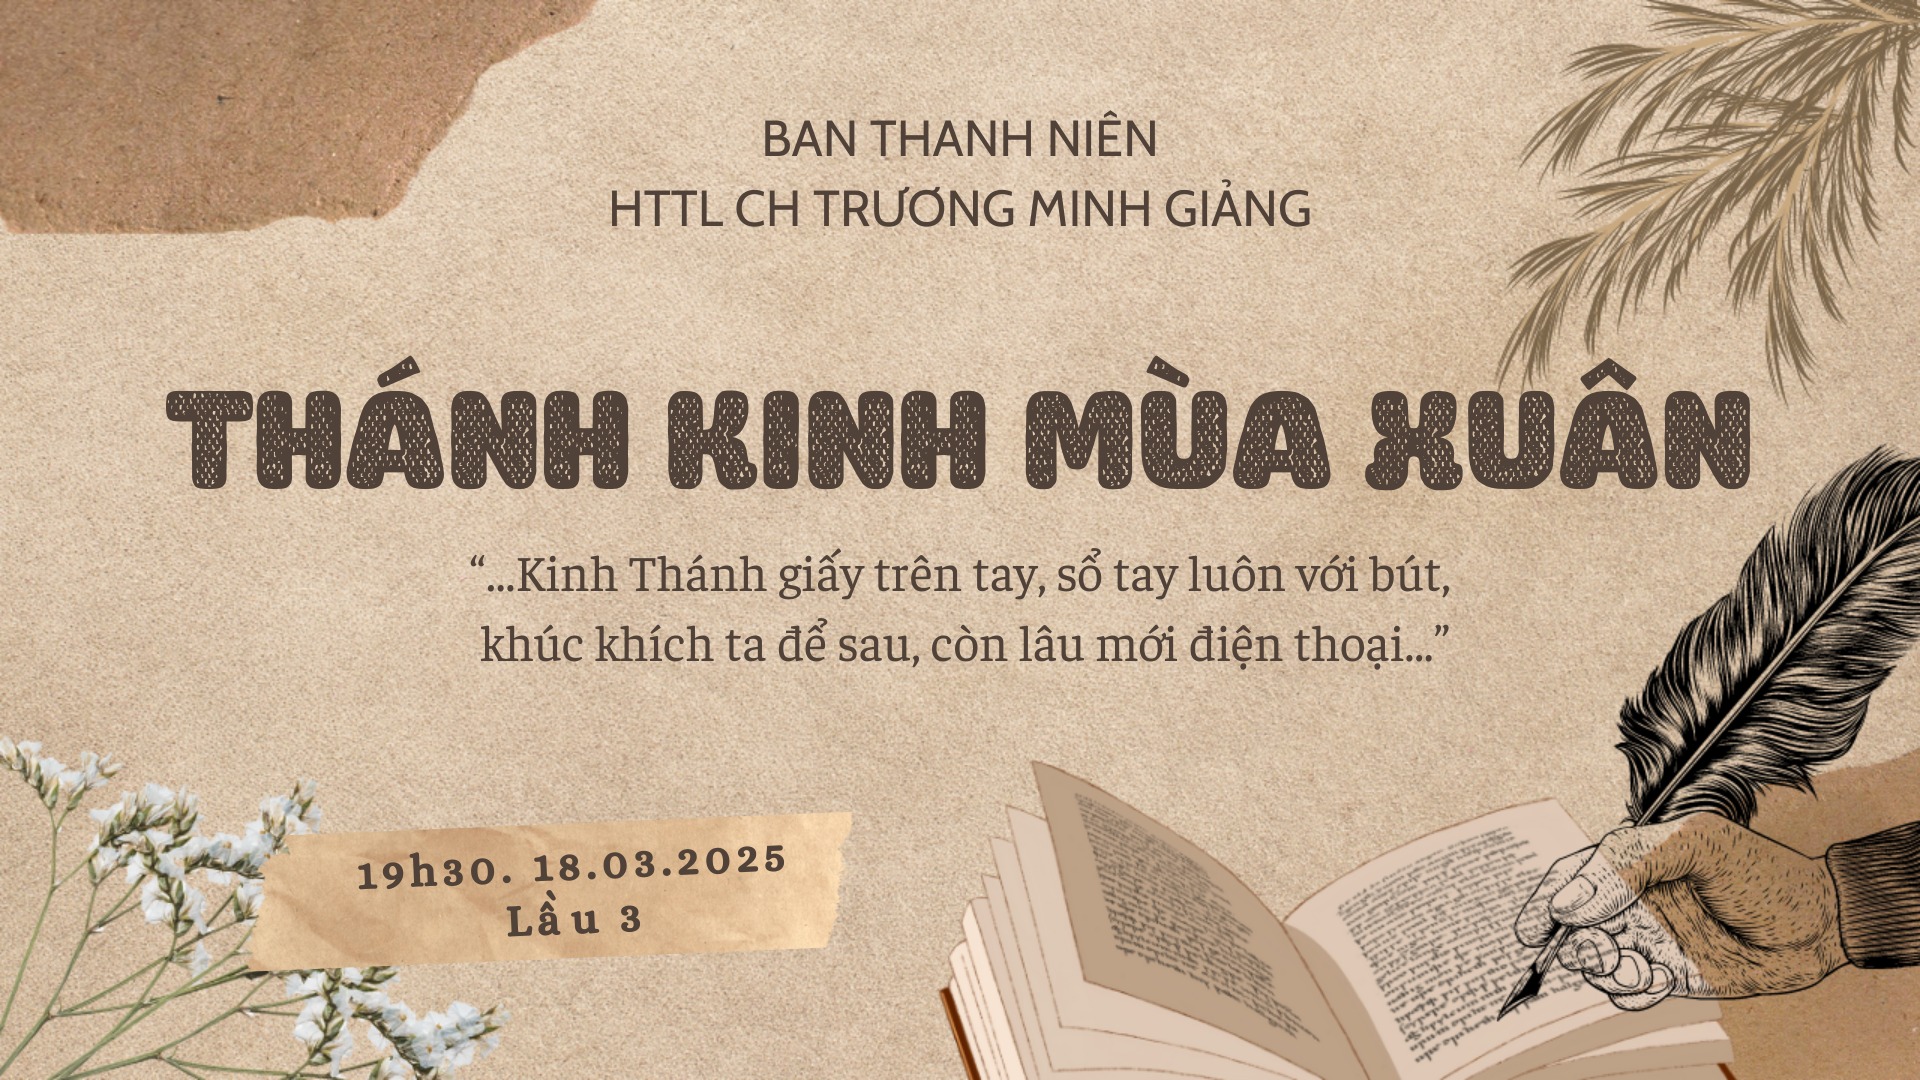 BAN THANH NIÊN
HTTL CH TRƯƠNG MINH GIẢNG
THÁNH KINH MÙA XUÂN
“...Kinh Thánh giấy trên tay, sổ tay luôn với bút,
khúc khích ta để sau, còn lâu mới điện thoại...”
19h30. 18.03.2025
Lầu 3